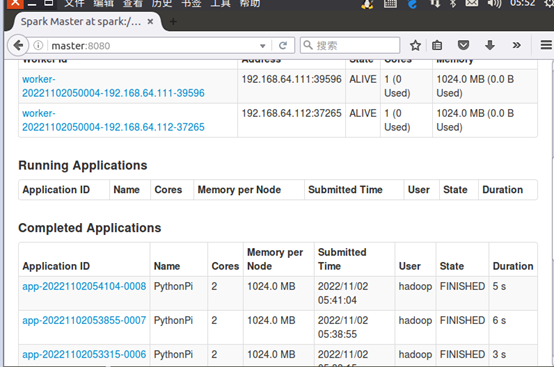 火狐 查看 历史 书签 工具 帮助
05:52
Spark Master at spark:/...
master:8080
搜索
Worker Id Address State Cores Memory
worker-20221102050004-192.168.64.111-39596 192.168.64.111:39596 ALIVE 1 (0 Used) 1024.0 MB (0.0 B Used)
worker-20221102050004-192.168.64.112-37265 192.168.64.112:37265 ALIVE 1 (0 Used) 1024.0 MB (0.0 B Used)
Running Applications
Application ID Name Cores Memory per Node Submitted Time User State Duration
Completed Applications
Application ID Name Cores Memory per Node Submitted Time User State Duration
app-20221102054104-0008 PythonPi 2 1024.0 MB 2022/11/02 05:41:04 hadoop FINISHED 5 s
app-20221102053855-0007 PythonPi 2 1024.0 MB 2022/11/02 05:38:55 hadoop FINISHED 6 s
app-20221102053315-0006 PythonPi 2 1024.0 MB 2022/11/02 hadoop FINISHED 3 s